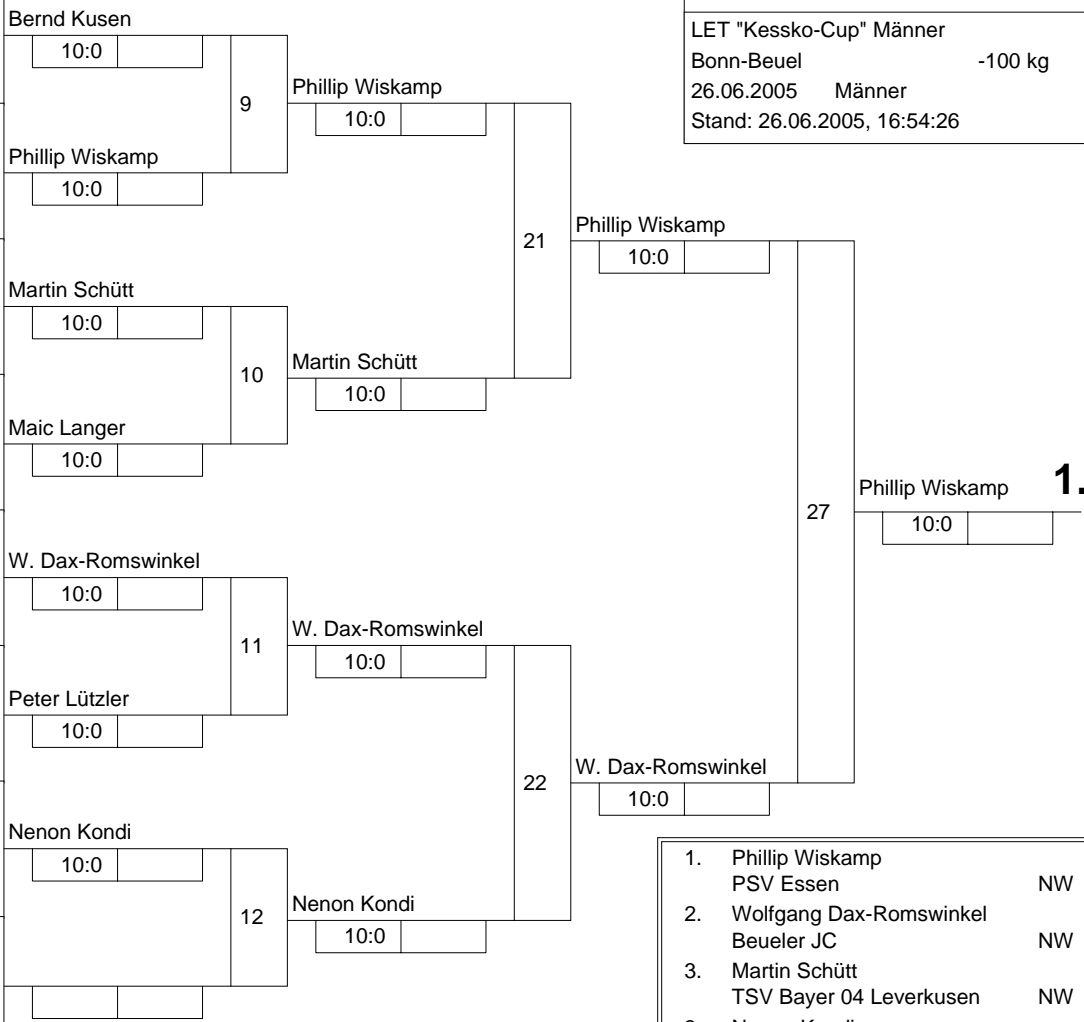 Bernd Kusen
10:0
9
Phillip Wiskamp
10:0
Phillip Wiskamp
10:0
LET "Kessko-Cup" Männer
Bonn-Beuel -100 kg
26.06.2005 Männer
Stand: 26.06.2005, 16:54:26
21
Phillip Wiskamp
10:0
Martin Schütt
10:0
10
Martin Schütt
10:0
Maic Langer
10:0
27
Phillip Wiskamp 1.
10:0
W. Dax-Romswinkel
10:0
11
W. Dax-Romswinkel
10:0
Peter Lützler
10:0
22
W. Dax-Romswinkel
10:0
Nenon Kondi
10:0
12
Nenon Kondi
10:0
1. Phillip Wiskamp
PSV Essen NW
2. Wolfgang Dax-Romswinkel
Beueler JC NW
3. Martin Schütt
TSV Bayer 04 Leverkusen NW